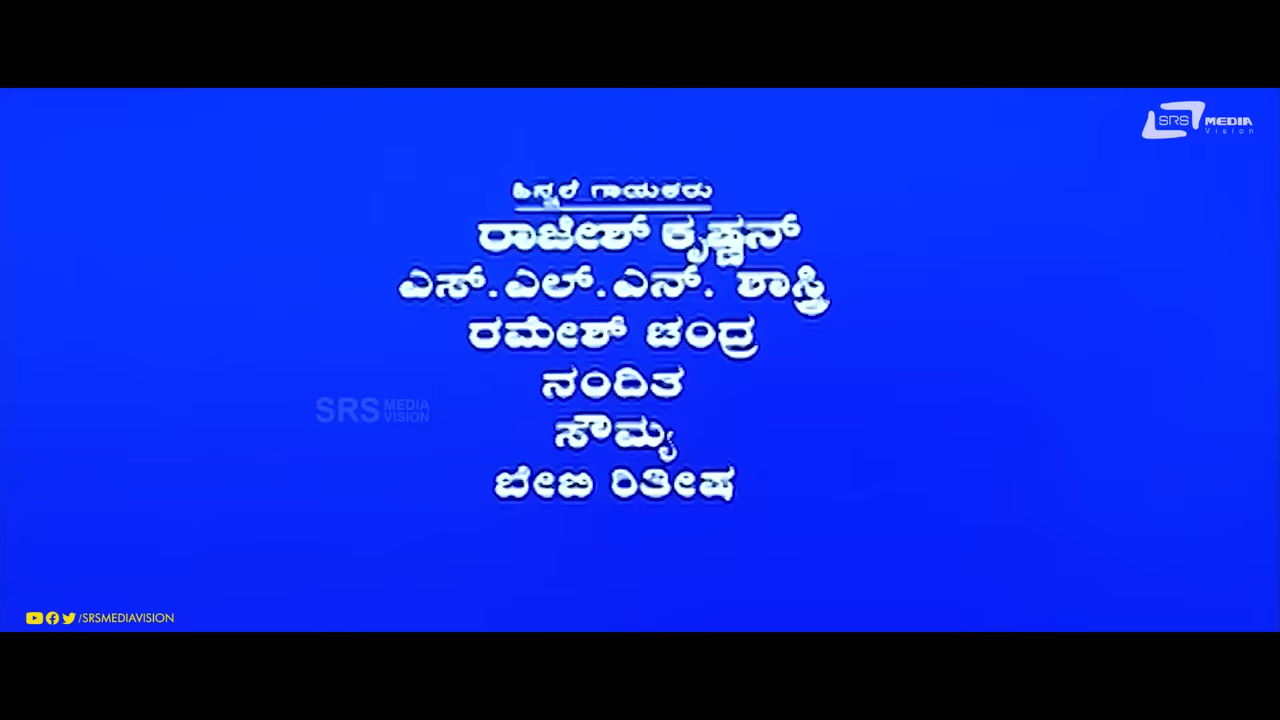 SRS MEDIA
Vision
ಹಿನ್ನಲೆ ಗಾಯಕರು
ರಾಜೇಶ್ ಕೃಷ್ಣನ್
ಎಸ್.ಎಲ್.ಎನ್. ಶಾಸ್ತ್ರಿ
ರಮೇಶ್ ಚಂದ್ರ
ನಂದಿತ
SRS MEDIA VISION
ಸೌಮ್ಯ
ಬೇಬಿ ರಿತೀಷ
/SRSMEDIAVISION